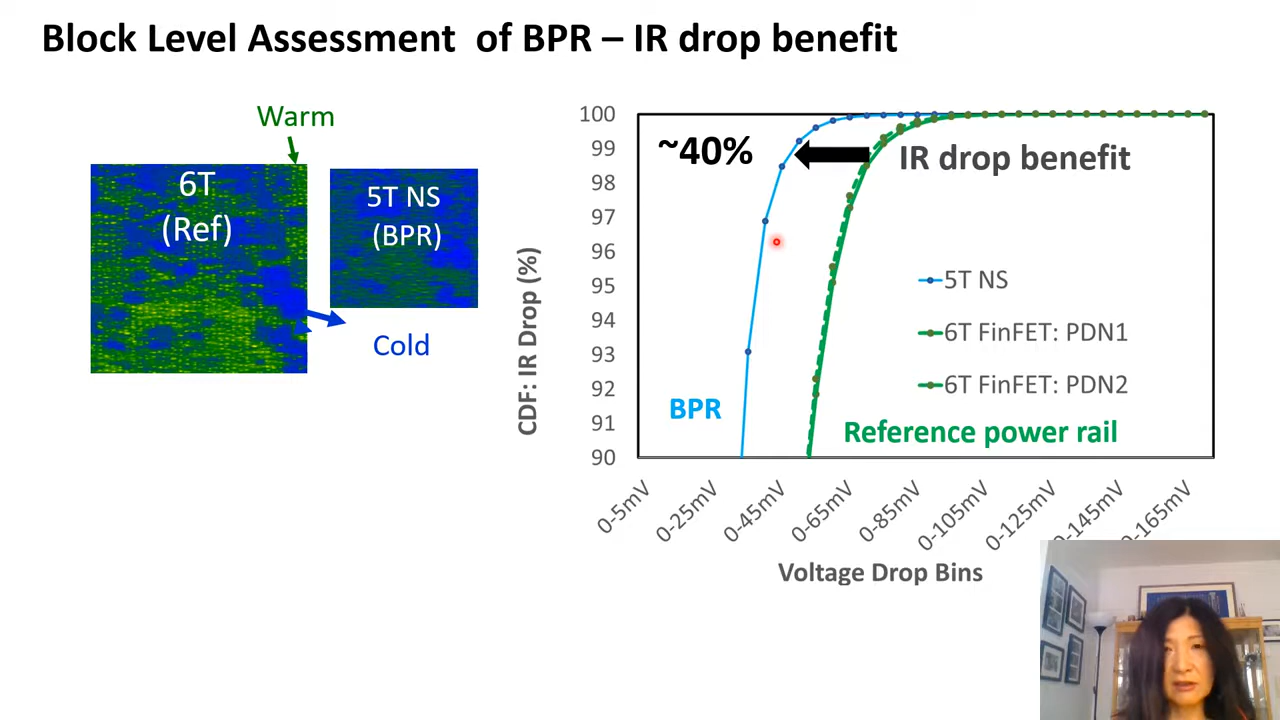 Block Level Assessment of BPR – IR drop benefit
Warm
6T
(Ref)
5T NS
(BPR)
Cold
CDF: IR Drop (%)
100
99
98
97
96
95
94
93
92
91
90
~40%
IR drop benefit
5T NS
6T FinFET: PDN1
6T FinFET: PDN2
BPR
Reference power rail
0-5mV
0-25mV
0-45mV
0-65mV
0-85mV
0-105mV
0-125mV
0-145mV
0-165mV
Voltage Drop Bins